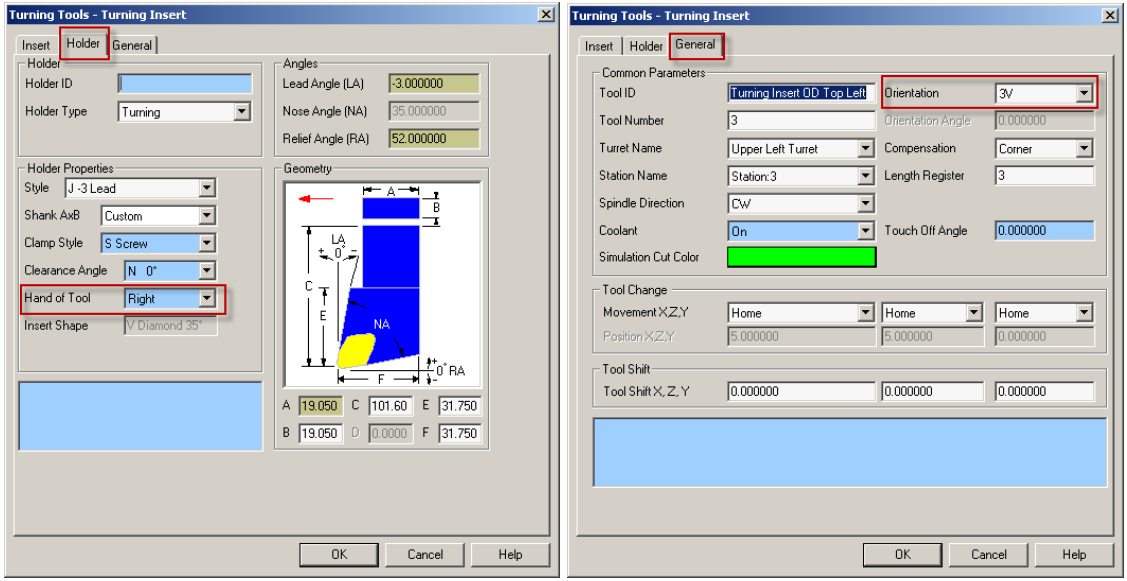 Turning Tools - Turning Insert
Insert Holder General
Holder
Holder ID
Holder Type Turning
Angles
Lead Angle (LA) -3.000000
Nose Angle (NA) 35.000000
Relief Angle (RA) 52.000000
Holder Properties
Style J -3 Lead
Shank AxB Custom
Clamp Style S Screw
Clearance Angle N 0°
Hand of Tool Right
Insert Shape V Diamond 35°
Geometry
A
B
LA
+ 0° -
C
E
NA
+
0° RA
-
F
A 19.050 C 101.60 E 31.750
B 19.050 D 0.0000 F 31.750
OK Cancel Help
Turning Tools - Turning Insert
Insert Holder General
Common Parameters
Tool ID Turning Insert OD Top Left Orientation 3V
Tool Number 3 Orientation Angle 0.000000
Turret Name Upper Left Turret Compensation Corner
Station Name Station:3 Length Register 3
Spindle Direction CW
Coolant On Touch Off Angle 0.000000
Simulation Cut Color
Tool Change
Movement X,Z,Y Home Home Home
Position X,Z,Y 5.000000 5.000000 0.000000
Tool Shift
Tool Shift X, Z, Y 0.000000 0.000000 0.000000
OK Cancel Help